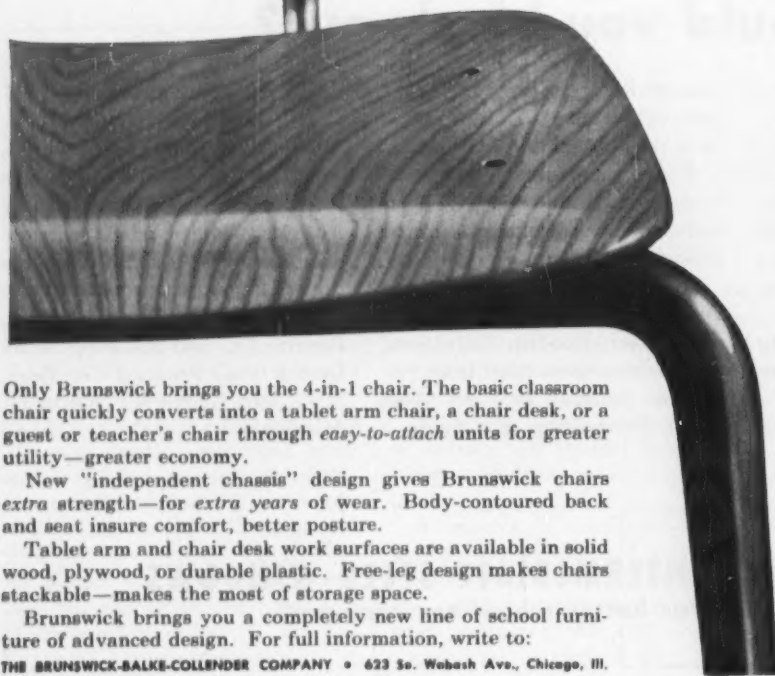 Only Brunswick brings you the 4-in-1 chair. The basic classroom
chair quickly converts into a tablet arm chair, a chair desk, or a
guest or teacher's chair through easy-to-attach units for greater
utility—greater economy.
New "independent chassis" design gives Brunswick chairs
extra strength—for extra years of wear. Body-contoured back
and seat insure comfort, better posture.
Tablet arm and chair desk work surfaces are available in solid
wood, plywood, or durable plastic. Free-leg design makes chairs
stackable—makes the most of storage space.
Brunswick brings you a completely new line of school furni-
ture of advanced design. For full information, write to:
THE BRUNSWICK-BALKE-COLLENDER COMPANY • 623 So. Wabash Ave., Chicago, Ill.